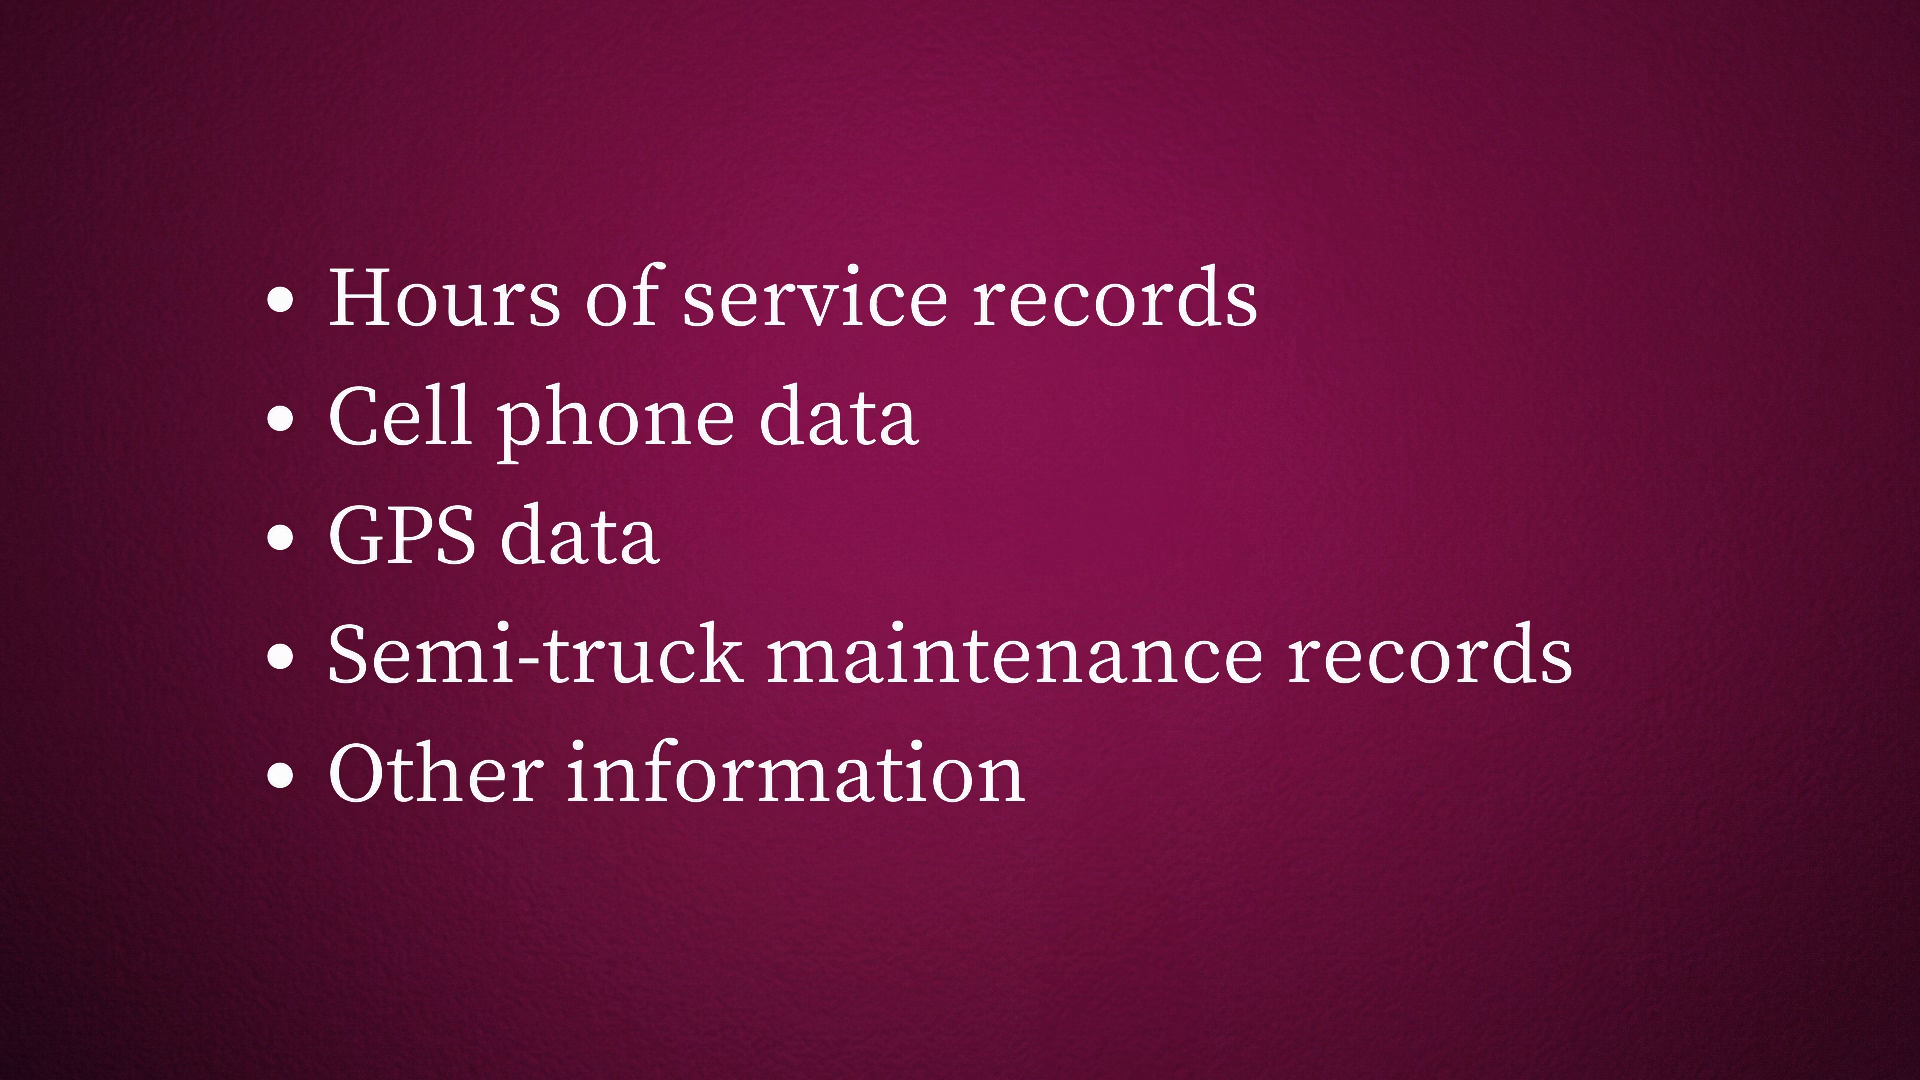 • Hours of service records
• Cell phone data
• GPS data
• Semi-truck maintenance records
• Other information